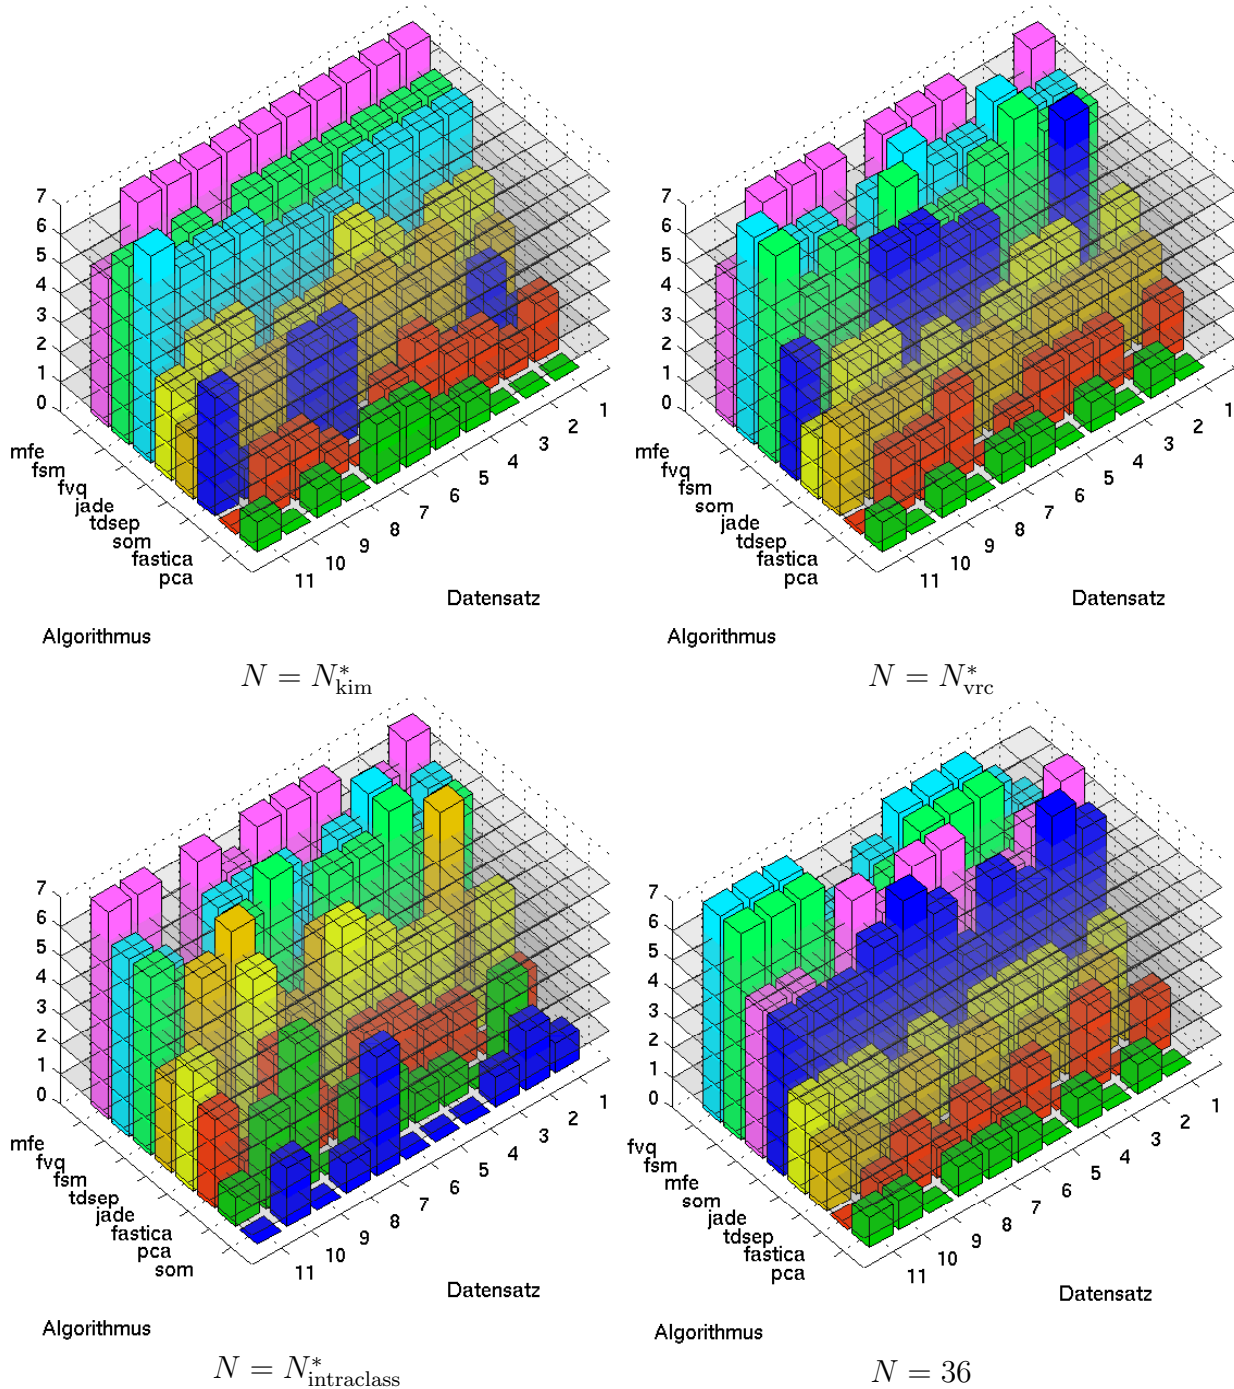 7
6
5
4
3
2
1
0
mfe
fsm
fvq
jade
tdsep
som
fastica
pca
11
10
9
8
7
6
5
4
3
2
1
Datensatz
Algorithmus
N = N*kim
7
6
5
4
3
2
1
0
mfe
fvq
fsm
som
jade
tdsep
fastica
pca
11
10
9
8
7
6
5
4
3
2
1
Datensatz
Algorithmus
N = N*vrc
7
6
5
4
3
2
1
0
mfe
fvq
fsm
tdsep
jade
fastica
pca
som
11
10
9
8
7
6
5
4
3
2
1
Datensatz
Algorithmus
N = N*intraclass
7
6
5
4
3
2
1
0
fvq
fsm
mfe
som
jade
tdsep
fastica
pca
11
10
9
8
7
6
5
4
3
2
1
Datensatz
Algorithmus
N = 36